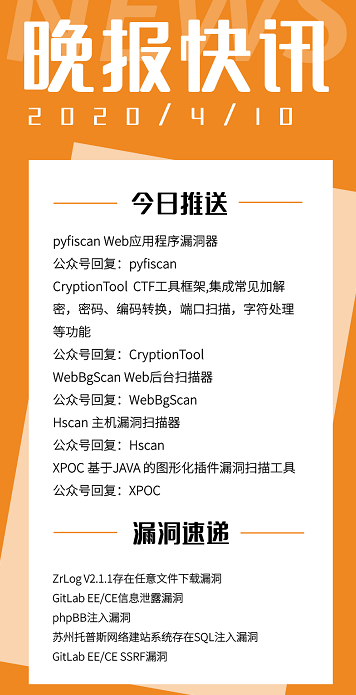 NEWS
晚报快讯
2020/4/10
今日推送
pyfiscan Web应用程序漏洞器
公众号回复：pyfiscan
CryptionTool CTF工具框架,集成常见加解
密，密码、编码转换，端口扫描，字符处理
等功能
公众号回复：CryptionTool
WebBgScan Web后台扫描器
公众号回复：WebBgScan
Hscan 主机漏洞扫描器
公众号回复：Hscan
XPOC 基于JAVA 的图形化插件漏洞扫描工具
公众号回复：XPOC
漏洞速递
ZrLog V2.1.1存在任意文件下载漏洞
GitLab EE/CE信息泄露漏洞
phpBB注入漏洞
苏州托普斯网络建站系统存在SQL注入漏洞
GitLab EE/CE SSRF漏洞